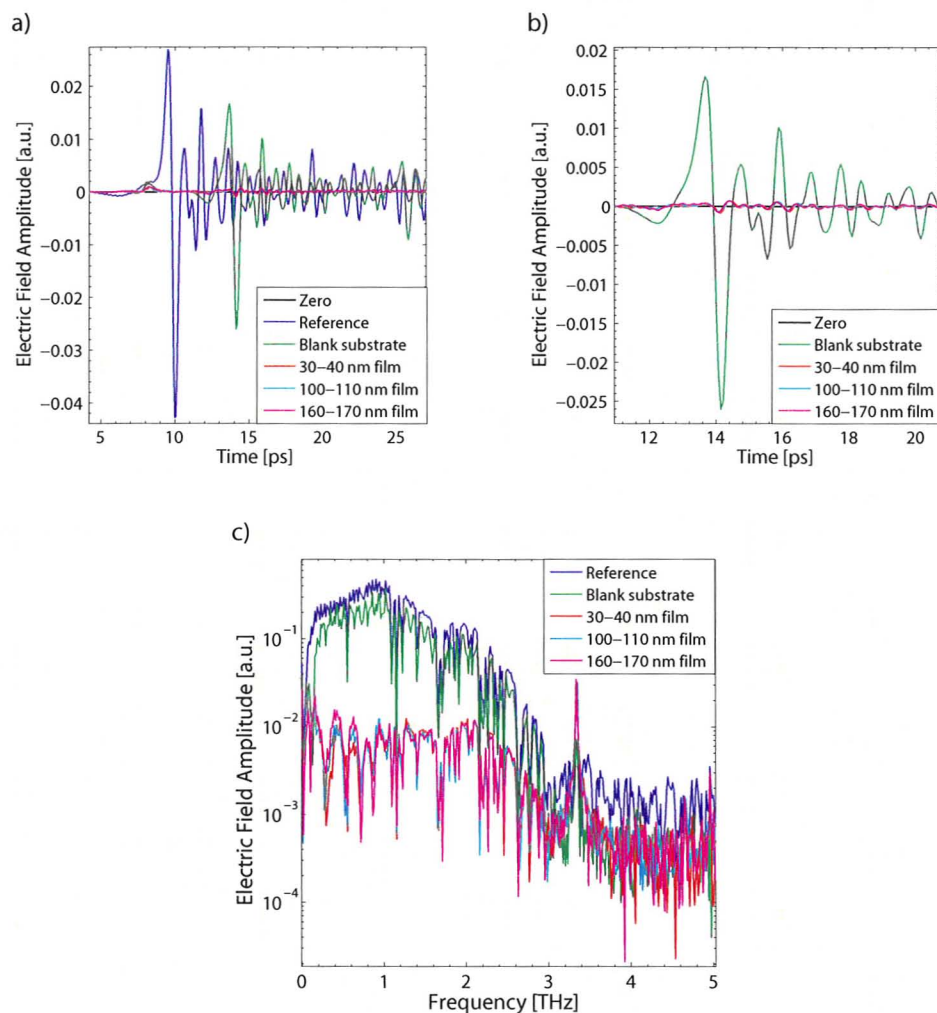 a)
Electric Field Amplitude [a.u.]
0.02
0.01
0
−0.01
−0.02
−0.03
−0.04
5
10
15
20
25
Time [ps]
Zero
Reference
Blank substrate
30−40 nm film
100−110 nm film
160−170 nm film
b)
Electric Field Amplitude [a.u.]
0.02
0.015
0.01
0.005
0
−0.005
−0.01
−0.015
−0.02
−0.025
12
14
16
18
20
Time [ps]
Zero
Blank substrate
30−40 nm film
100−110 nm film
160−170 nm film
c)
Electric Field Amplitude [a.u.]
10−1
10−2
10−3
10−4
0
1
2
3
4
5
Frequency [THz]
Reference
Blank substrate
30−40 nm film
100−110 nm film
160−170 nm film